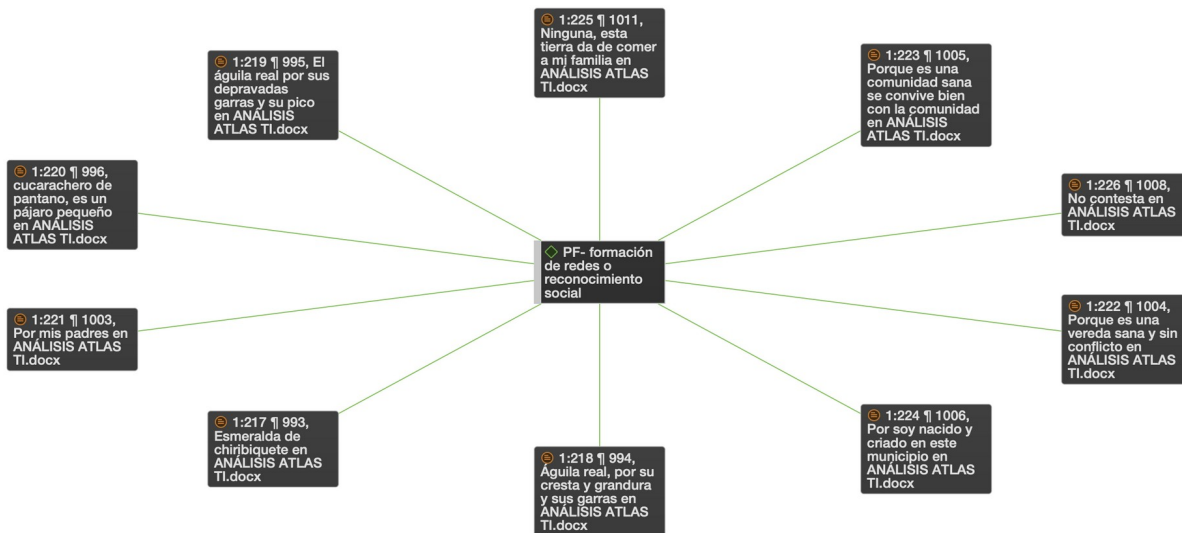 1:225 ¶ 1011,
Ninguna, esta
tierra da de comer
a mi familia en
ANÁLISIS ATLAS
TI.docx
1:219 ¶ 995, El
águila real por sus
depravadas
garras y su pico
en ANÁLISIS
ATLAS TI.docx
1:223 ¶ 1005,
Porque es una
comunidad sana
se convive bien
con la comunidad
en ANÁLISIS
ATLAS TI.docx
1:220 ¶ 996,
cucarachero de
pantano, es un
pájaro pequeño
en ANÁLISIS
ATLAS TI.docx
1:226 ¶ 1008,
No contesta en
ANÁLISIS ATLAS
TI.docx
PF- formación
de redes o
reconocimiento
social
1:221 ¶ 1003,
Por mis padres en
ANÁLISIS ATLAS
TI.docx
1:222 ¶ 1004,
Porque es una
vereda sana y sin
conflicto en
ANÁLISIS ATLAS
TI.docx
1:217 ¶ 993,
Esmeralda de
chiribiquete en
ANÁLISIS ATLAS
TI.docx
1:218 ¶ 994,
Águila real, por su
cresta y grandura
y sus garras en
ANÁLISIS ATLAS
TI.docx
1:224 ¶ 1006,
Por soy nacido y
criado en este
municipio en
ANÁLISIS ATLAS
TI.docx